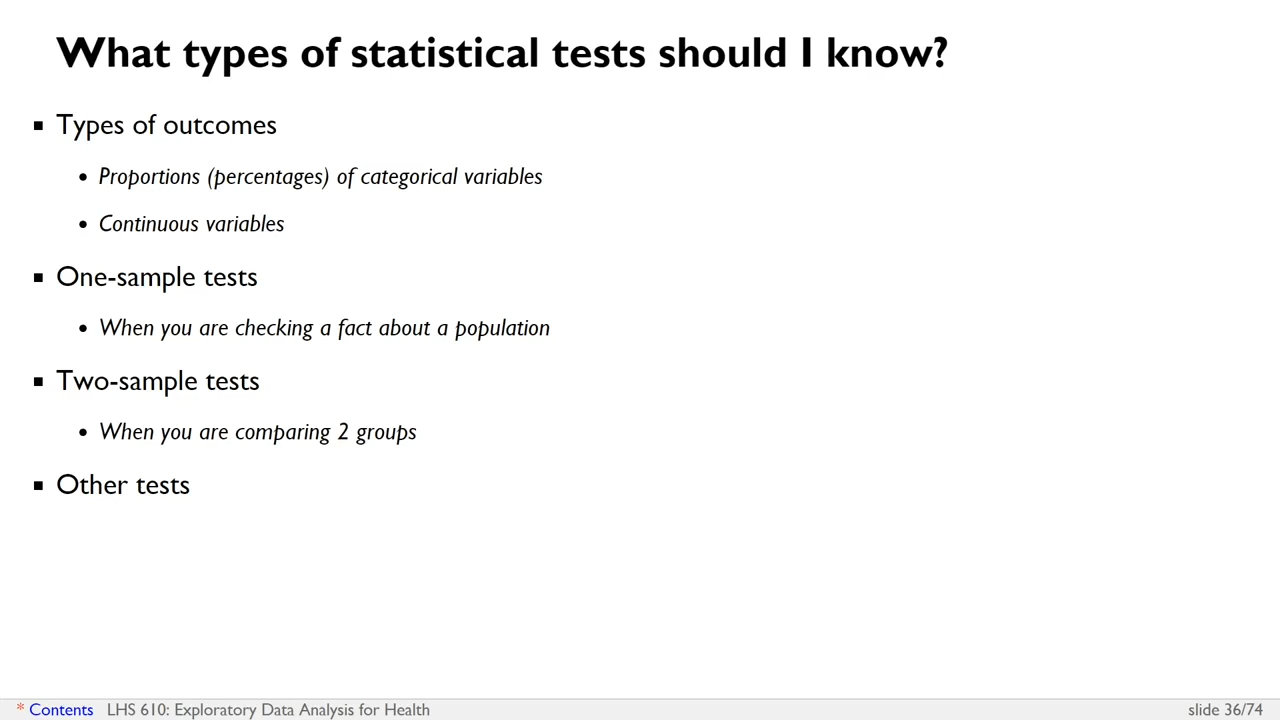 What types of statistical tests should I know?
▪ Types of outcomes
• Proportions (percentages) of categorical variables
• Continuous variables
▪ One-sample tests
• When you are checking a fact about a population
▪ Two-sample tests
• When you are comparing 2 groups
▪ Other tests
* Contents LHS 610: Exploratory Data Analysis for Health slide 36/74